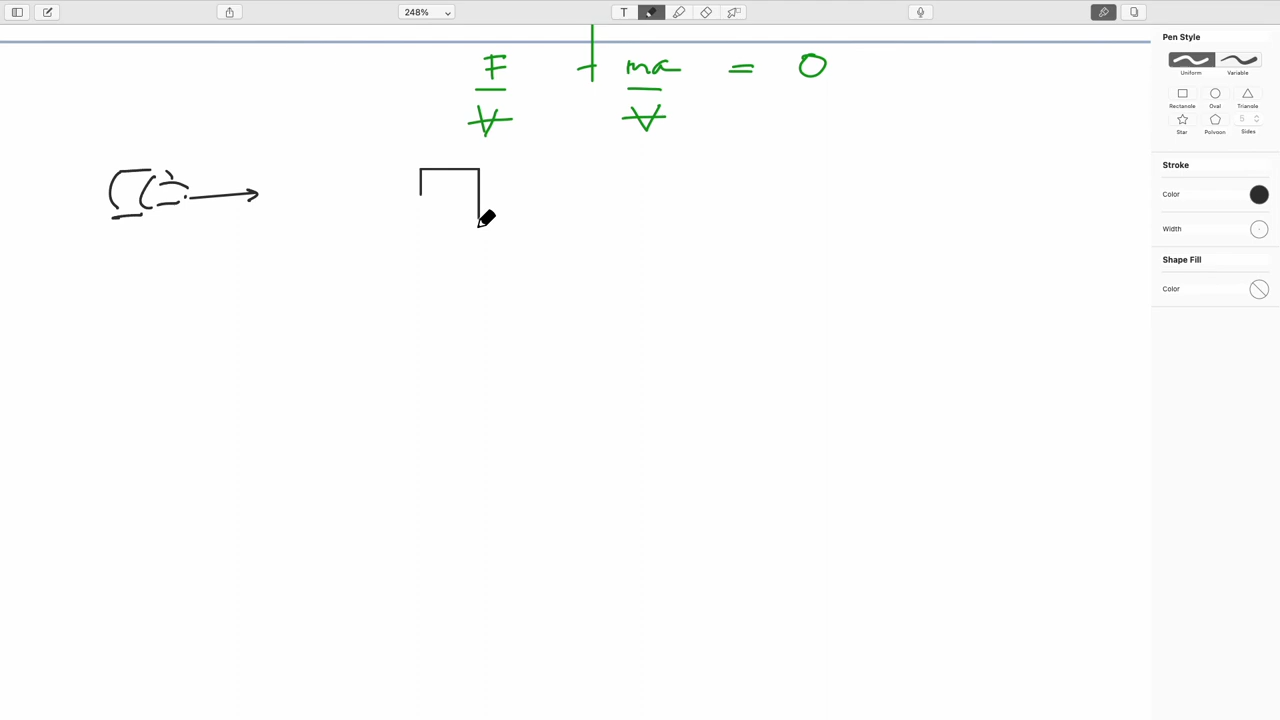 248%
T
F + ma = 0
V V
Pen Style
Uniform Variable
Rectangle Oval Triangle
5
Star Polygon Sides
Stroke
Color
Width
Shape Fill
Color